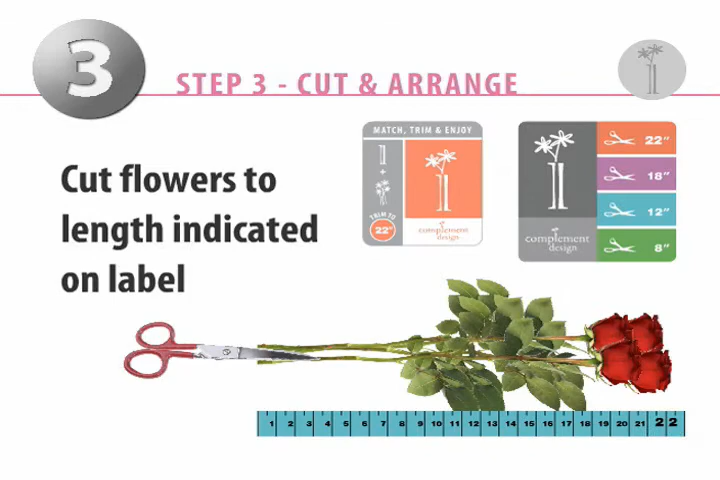 3
STEP 3 - CUT & ARRANGE
Cut flowers to
length indicated
on label
MATCH, TRIM & ENJOY
+
TRIM TO
22"
complement
design
22"
18"
12"
8"
complement
design
1 2 3 4 5 6 7 8 9 10 11 12 13 14 15 16 17 18 19 20 21 22